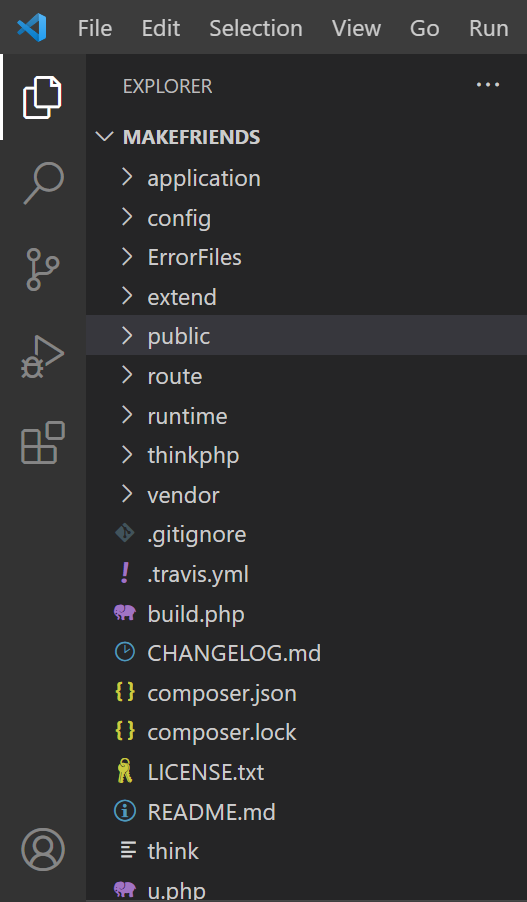 File Edit Selection View Go Run
EXPLORER
MAKEFRIENDS
application
config
ErrorFiles
extend
public
route
runtime
thinkphp
vendor
.gitignore
.travis.yml
build.php
CHANGELOG.md
composer.json
composer.lock
LICENSE.txt
README.md
think
u.php